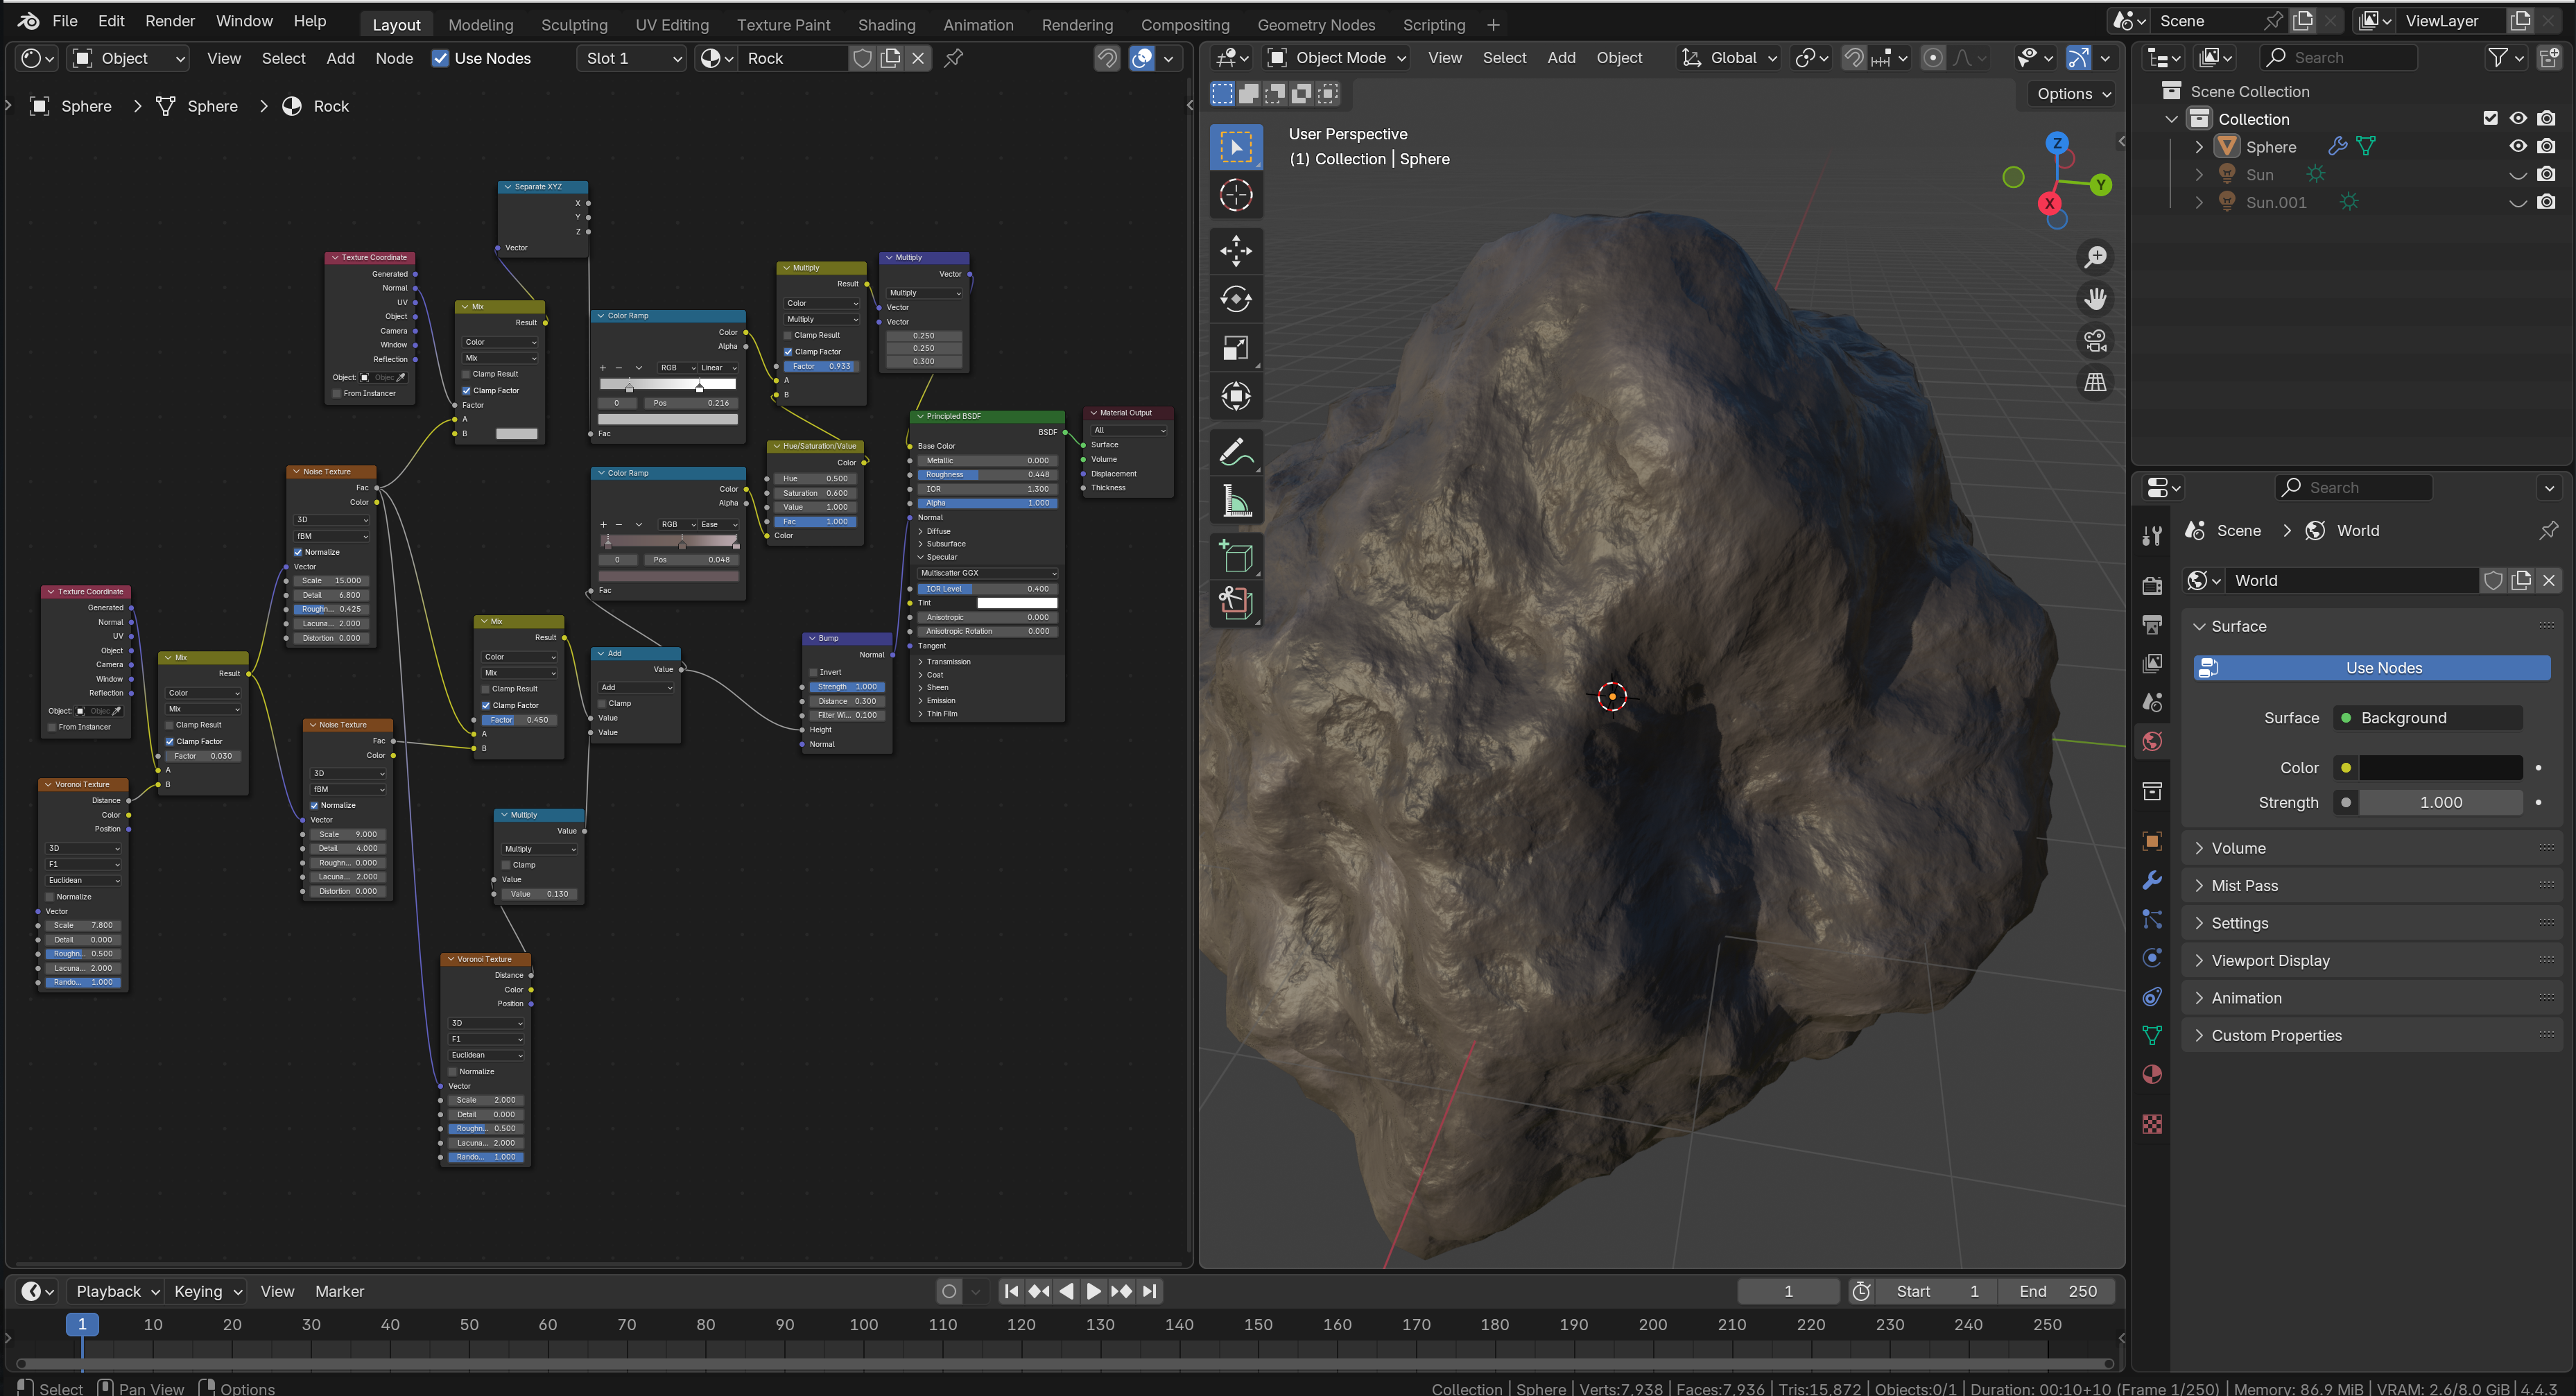 File Edit Render Window Help Layout Modeling Sculpting UV Editing Texture Paint Shading Animation Rendering Compositing Geometry Nodes Scripting Scene ViewLayer
Object View Select Add Node Use Nodes Slot 1 Rock
Sphere > Sphere > Rock
Separate XYZ
X
Y
Z
Vector
Texture Coordinate
Generated
Normal
UV
Object
Camera
Window
Reflection
Object:
From Instancer
Mix
Result
Color
Mix
Clamp Result
Clamp Factor
Factor
A
B
Color Ramp
Color
Alpha
RGB Linear
0 Pos 0.216
Fac
Multiply
Result
Color
Multiply
Clamp Result
Clamp Factor
Factor 0.933
A
B
Multiply
Vector
Multiply
Vector
Vector
0.250
0.250
0.300
Noise Texture
Fac
Color
3D
fBM
Normalize
Vector
Scale 15.000
Detail 6.800
Roughn... 0.425
Lacuna... 2.000
Distortion 0.000
Color Ramp
Color
Alpha
RGB Ease
0 Pos 0.048
Fac
Hue/Saturation/Value
Color
Hue 0.500
Saturation 0.600
Value 1.000
Fac 1.000
Color
Principled BSDF
BSDF
Base Color
Metallic 0.000
Roughness 0.448
IOR 1.300
Alpha 1.000
Normal
Diffuse
Subsurface
Specular
Multiscatter GGX
IOR Level 0.400
Tint
Anisotropic 0.000
Anisotropic Rotation 0.000
Tangent
Transmission
Coat
Sheen
Emission
Thin Film
Material Output
All
Surface
Volume
Displacement
Thickness
Texture Coordinate
Generated
Normal
UV
Object
Camera
Window
Reflection
Object:
From Instancer
Mix
Result
Color
Mix
Clamp Result
Clamp Factor
Factor 0.030
A
B
Voronoi Texture
Distance
Color
Position
3D
F1
Euclidean
Normalize
Vector
Scale 7.800
Detail 0.000
Roughn... 0.500
Lacuna... 2.000
Rando... 1.000
Noise Texture
Fac
Color
3D
fBM
Normalize
Vector
Scale 9.000
Detail 4.000
Roughn... 0.000
Lacuna... 2.000
Distortion 0.000
Mix
Result
Color
Mix
Clamp Result
Clamp Factor
Factor 0.450
A
B
Add
Value
Add
Clamp
Value
Value
Bump
Normal
Invert
Strength 1.000
Distance 0.300
Filter Wi... 0.100
Height
Normal
Multiply
Value
Multiply
Clamp
Value
Value 0.130
Voronoi Texture
Distance
Color
Position
3D
F1
Euclidean
Normalize
Vector
Scale 2.000
Detail 0.000
Roughn... 0.500
Lacuna... 2.000
Rando... 1.000
Object Mode View Select Add Object Global
Options
User Perspective
(1) Collection | Sphere
Z
Y
X
Search
Scene Collection
Collection
Sphere
Sun
Sun.001
Search
Scene > World
World
Surface
Use Nodes
Surface Background
Color
Strength 1.000
Volume
Mist Pass
Settings
Viewport Display
Animation
Custom Properties
Playback Keying View Marker 1 Start 1 End 250
1 10 20 30 40 50 60 70 80 90 100 110 120 130 140 150 160 170 180 190 200 210 220 230 240 250
Select Pan View Options Collection | Sphere | Verts:7,938 | Faces:7,936 | Tris:15,872 | Objects:0/1 | Duration: 00:10+10 (Frame 1/250) | Memory: 86.9 MiB | VRAM: 2.6/8.0 GiB | 4.4.3